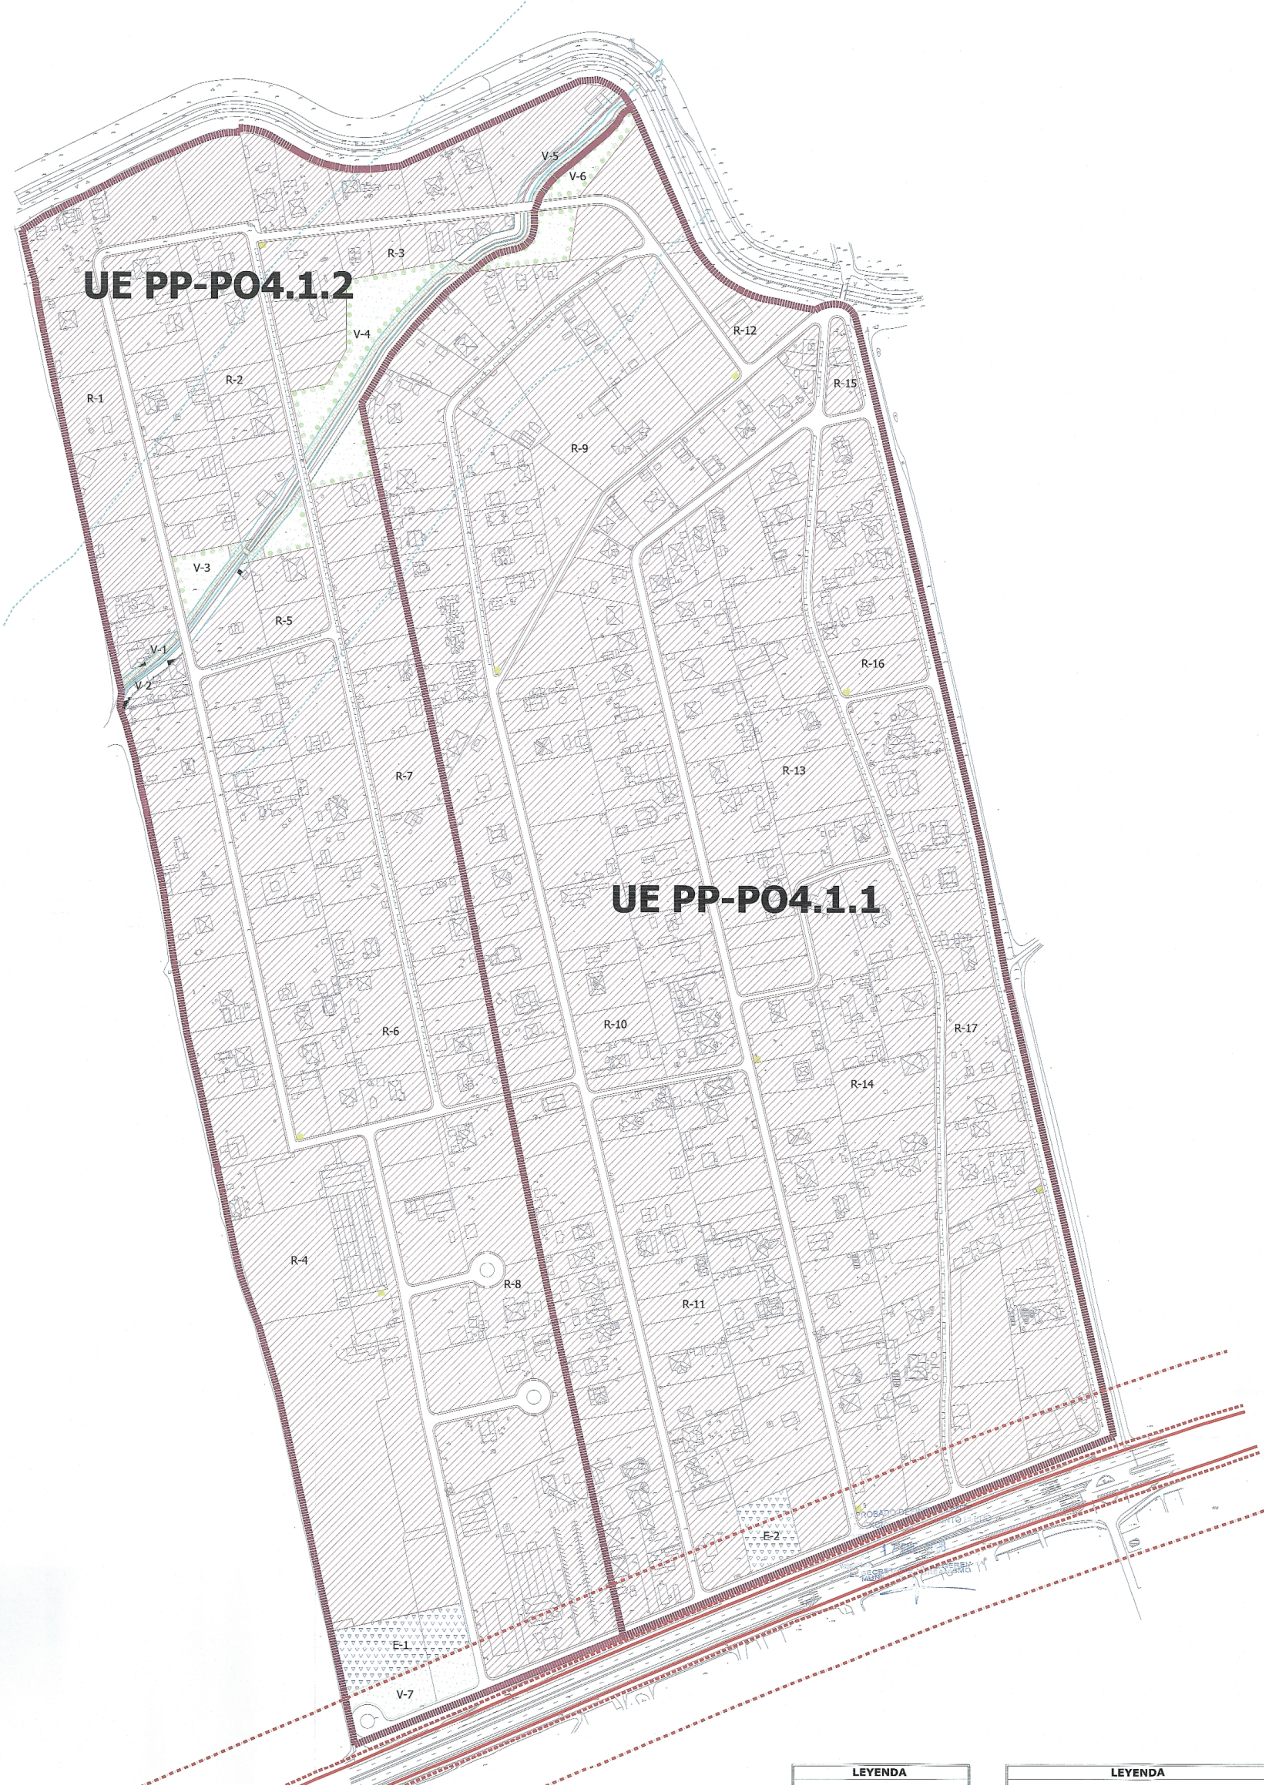 V-5
V-6
R-3
UE PP-PO4.1.2
V-4
R-12
R-2
R-15
R-1
R-9
V-3
R-5
V-1
R-16
V-2
R-13
R-7
UE PP-PO4.1.1
R-10
R-17
R-6
R-14
R-4
R-8
R-11
E-2
E-1
V-7
LEYENDA
LEYENDA